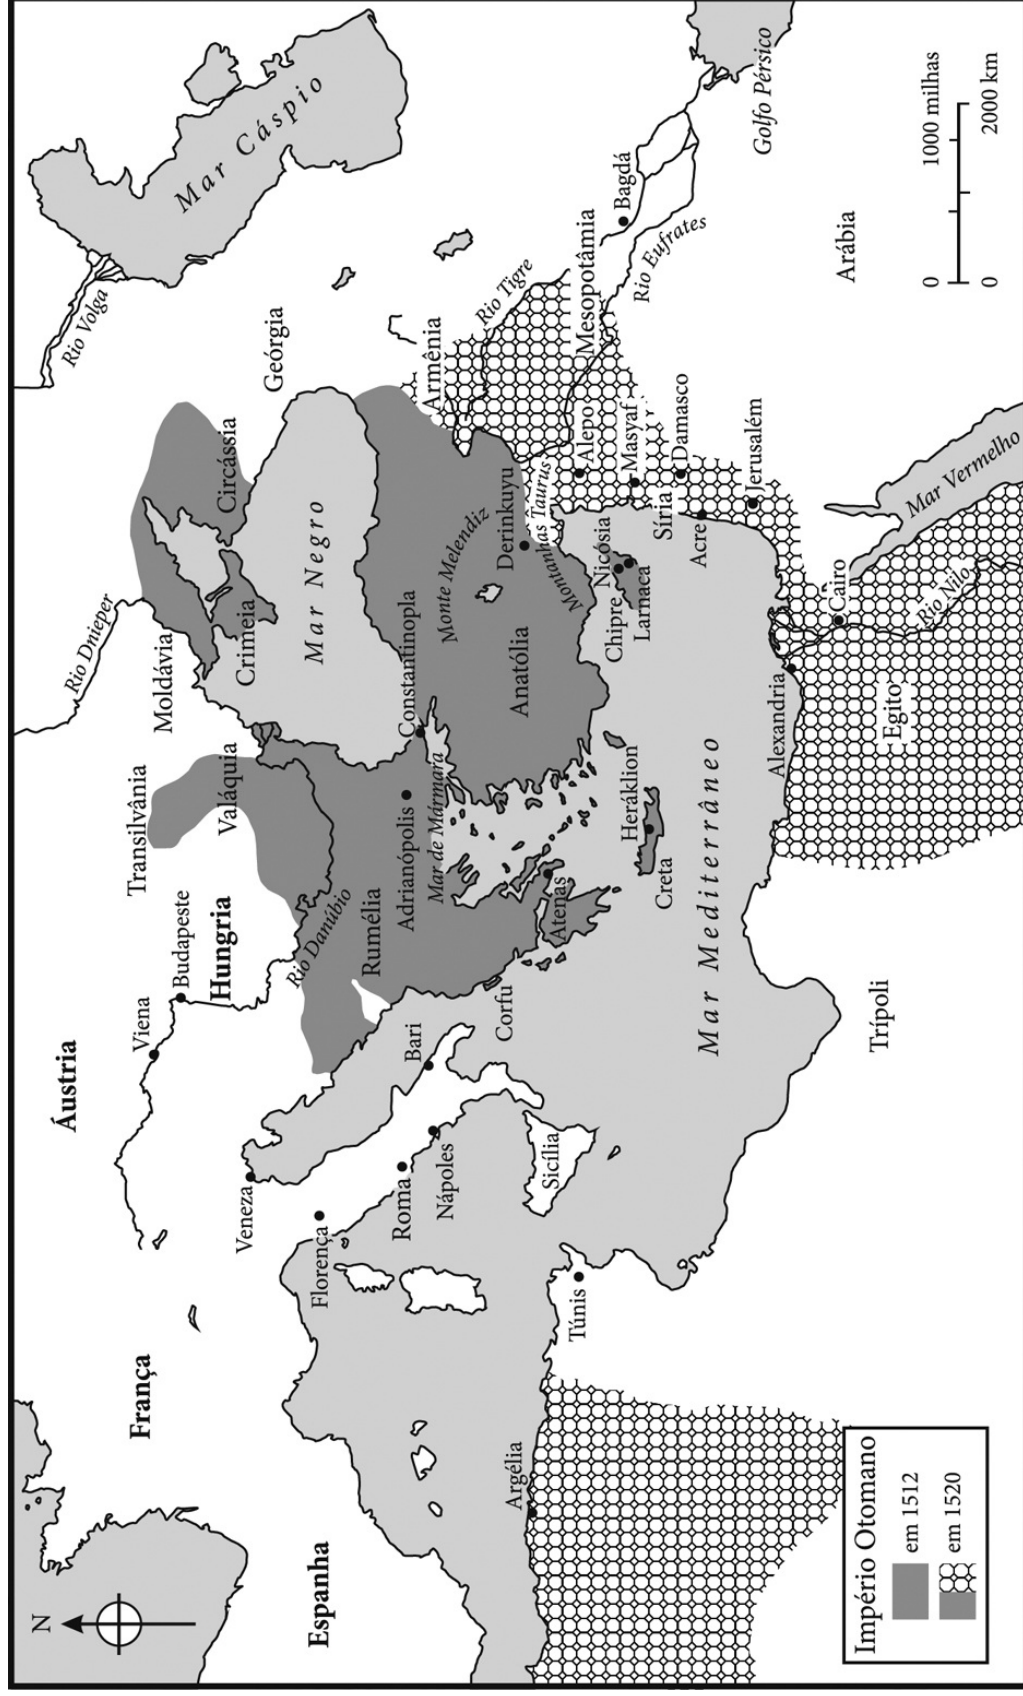 N
França
Áustria
Espanha
Hungria
Viena
Budapeste
Transilvânia
Valáquia
Moldávia
Rio Dnieper
Rio Volga
Mar Cáspio
Crimeia
Circássia
Geórgia
Mar Negro
Veneza
Florença
Roma
Nápoles
Bari
Sicília
Corfu
Rio Danúbio
Rumélia
Adrianópolis
Mar de Mármara
Constantinopla
Atenas
Monte Melendiz
Anatólia
Derinkuyu
Montanhas Taurus
Armênia
Rio Tigre
Mesopotâmia
Rio Eufrates
Bagdá
Golfo Pérsico
Arábia
Alepo
Masyaf
Damasco
Síria
Acre
Jerusalém
Nicósia
Chipre
Larnaca
Heráklion
Creta
Mar Mediterrâneo
Argélia
Túnis
Trípoli
Alexandria
Cairo
Egito
Rio Nilo
Mar Vermelho
Império Otomano
em 1512
em 1520
0 1000 milhas
0 2000 km